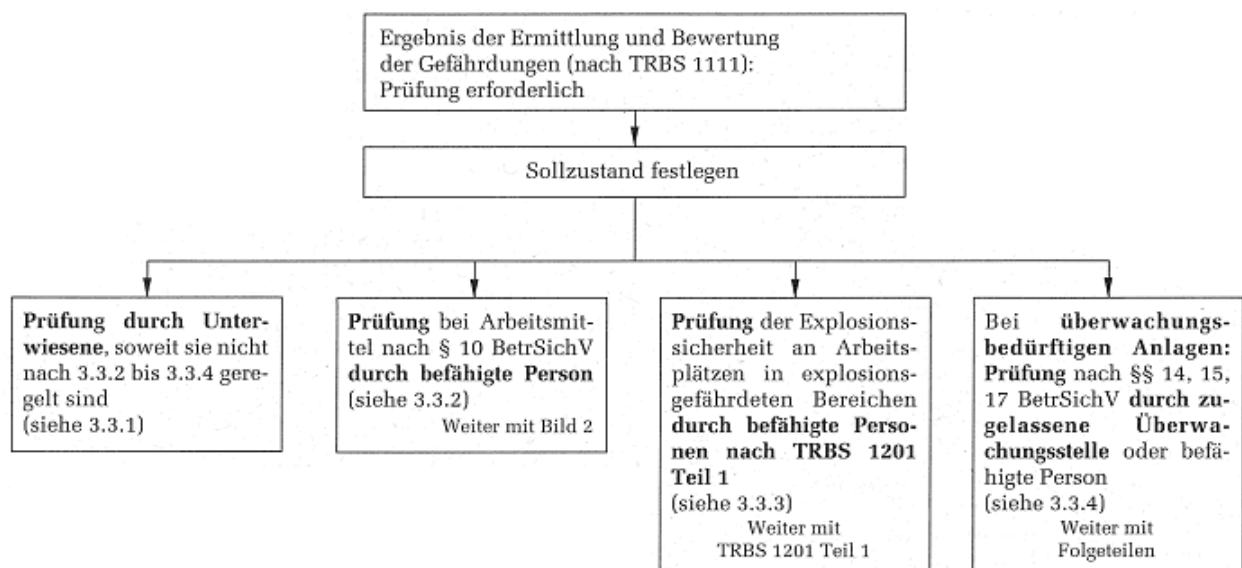 Ergebnis der Ermittlung und Bewertung
der Gefährdungen (nach TRBS 1111):
Prüfung erforderlich
Sollzustand festlegen
Prüfung durch Unter-
wiesene, soweit sie nicht
nach 3.3.2 bis 3.3.4 gere-
gelt sind
(siehe 3.3.1)
Prüfung bei Arbeitsmit-
tel nach § 10 BetrSichV
durch befähigte Person
(siehe 3.3.2)
Weiter mit Bild 2
Prüfung der Explosions-
sicherheit an Arbeits-
plätzen in explosions-
gefährdeten Bereichen
durch befähigte Perso-
nen nach TRBS 1201
Teil 1
(siehe 3.3.3)
Weiter mit
TRBS 1201 Teil 1
Bei überwachungs-
bedürftigen Anlagen:
Prüfung nach §§ 14, 15,
17 BetrSichV durch zu-
gelassene Überwa-
chungsstelle oder befä-
higte Person
(siehe 3.3.4)
Weiter mit
Folgeteilen